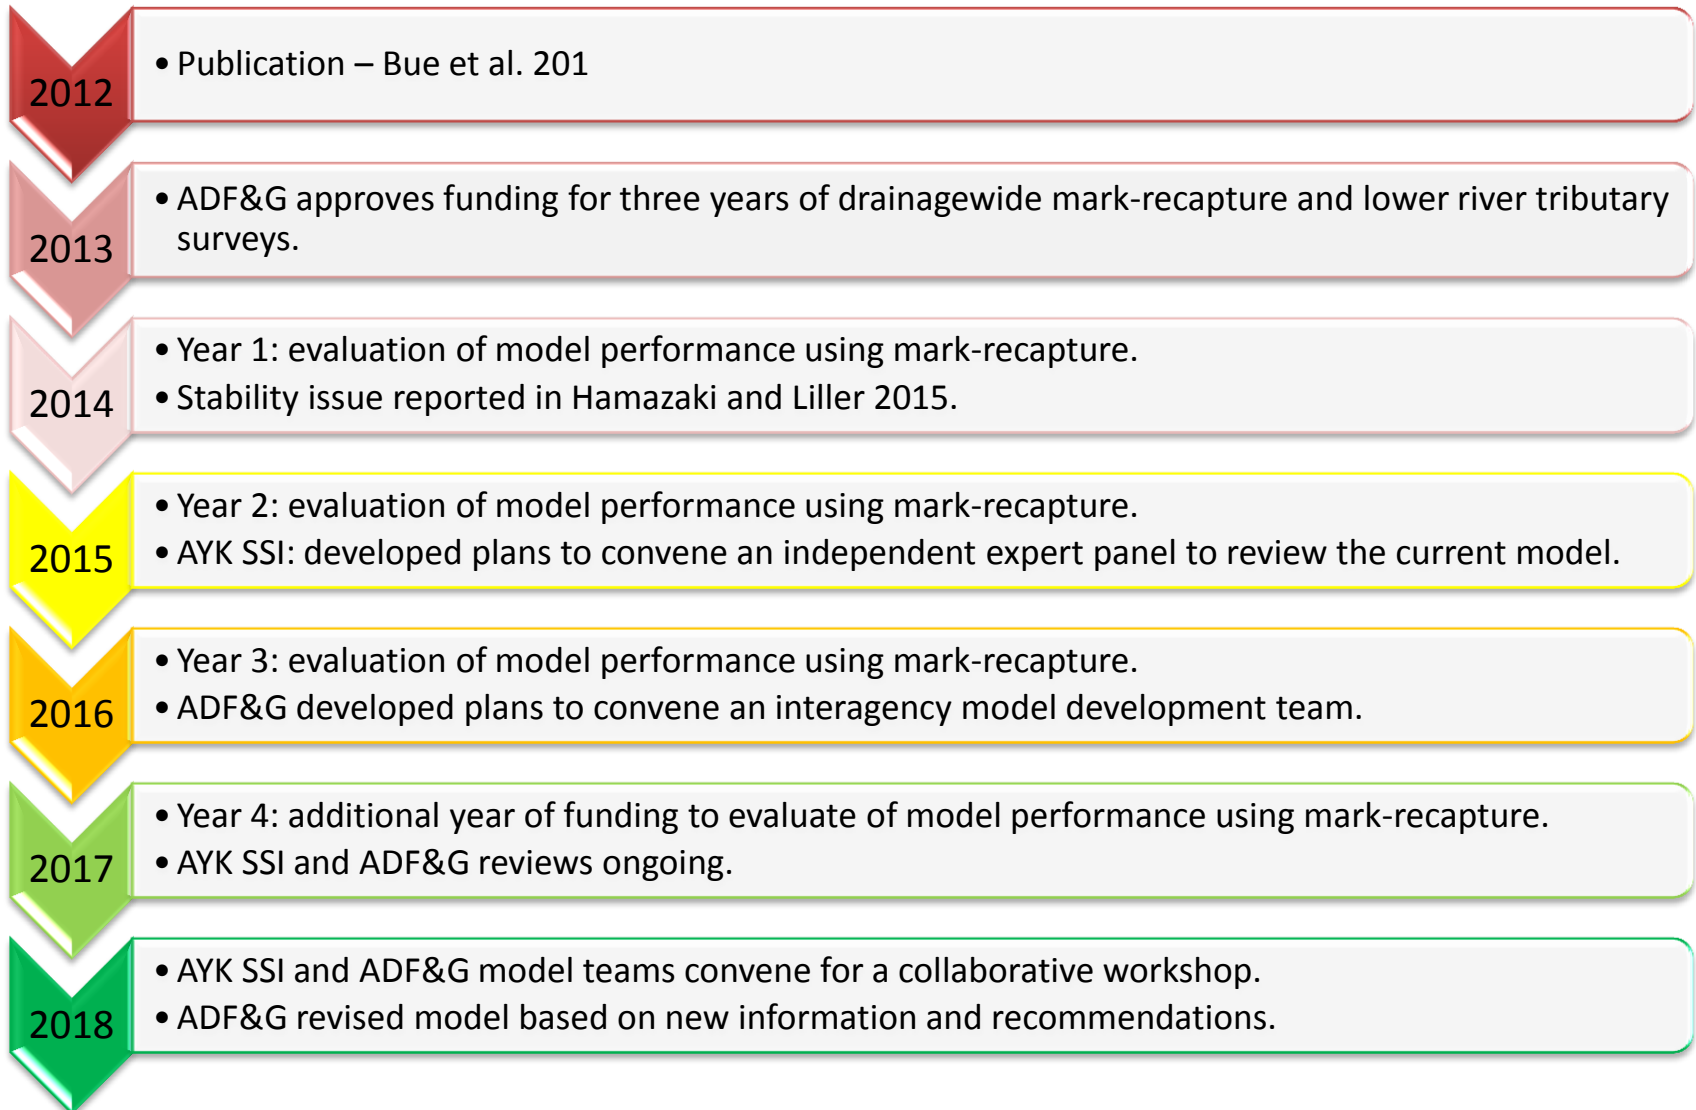 2012
• Publication – Bue et al. 201
2013
• ADF&G approves funding for three years of drainagewide mark-recapture and lower river tributary
surveys.
2014
• Year 1: evaluation of model performance using mark-recapture.
• Stability issue reported in Hamazaki and Liller 2015.
2015
• Year 2: evaluation of model performance using mark-recapture.
• AYK SSI: developed plans to convene an independent expert panel to review the current model.
2016
• Year 3: evaluation of model performance using mark-recapture.
• ADF&G developed plans to convene an interagency model development team.
2017
• Year 4: additional year of funding to evaluate of model performance using mark-recapture.
• AYK SSI and ADF&G reviews ongoing.
2018
• AYK SSI and ADF&G model teams convene for a collaborative workshop.
• ADF&G revised model based on new information and recommendations.